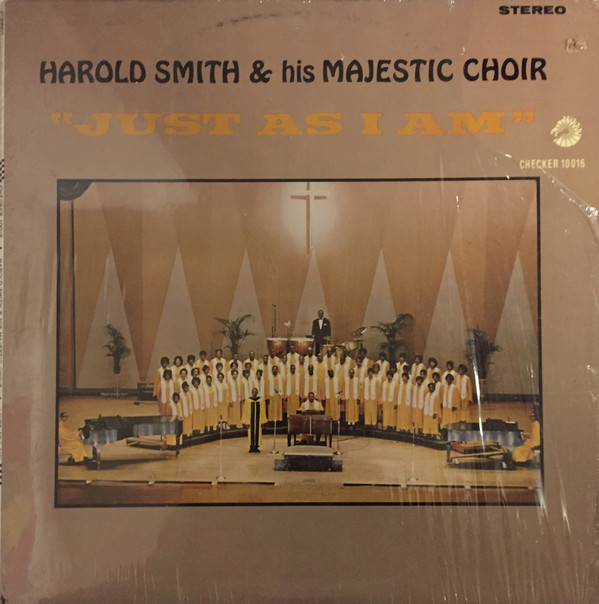 STEREO
HAROLD SMITH & his MAJESTIC CHOIR
"JUST AS I AM"
CHECKER 10016